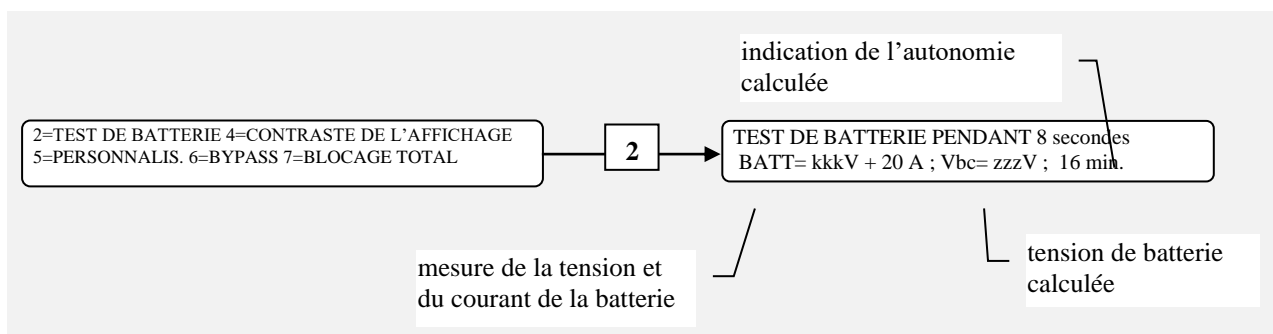 indication de l’autonomie
calculée
2=TEST DE BATTERIE 4=CONTRASTE DE L’AFFICHAGE
5=PERSONNALIS. 6=BYPASS 7=BLOCAGE TOTAL
2
TEST DE BATTERIE PENDANT 8 secondes
BATT= kkkV + 20 A ; Vbc= zzzV ; 16 min.
mesure de la tension et
du courant de la batterie
tension de batterie
calculée